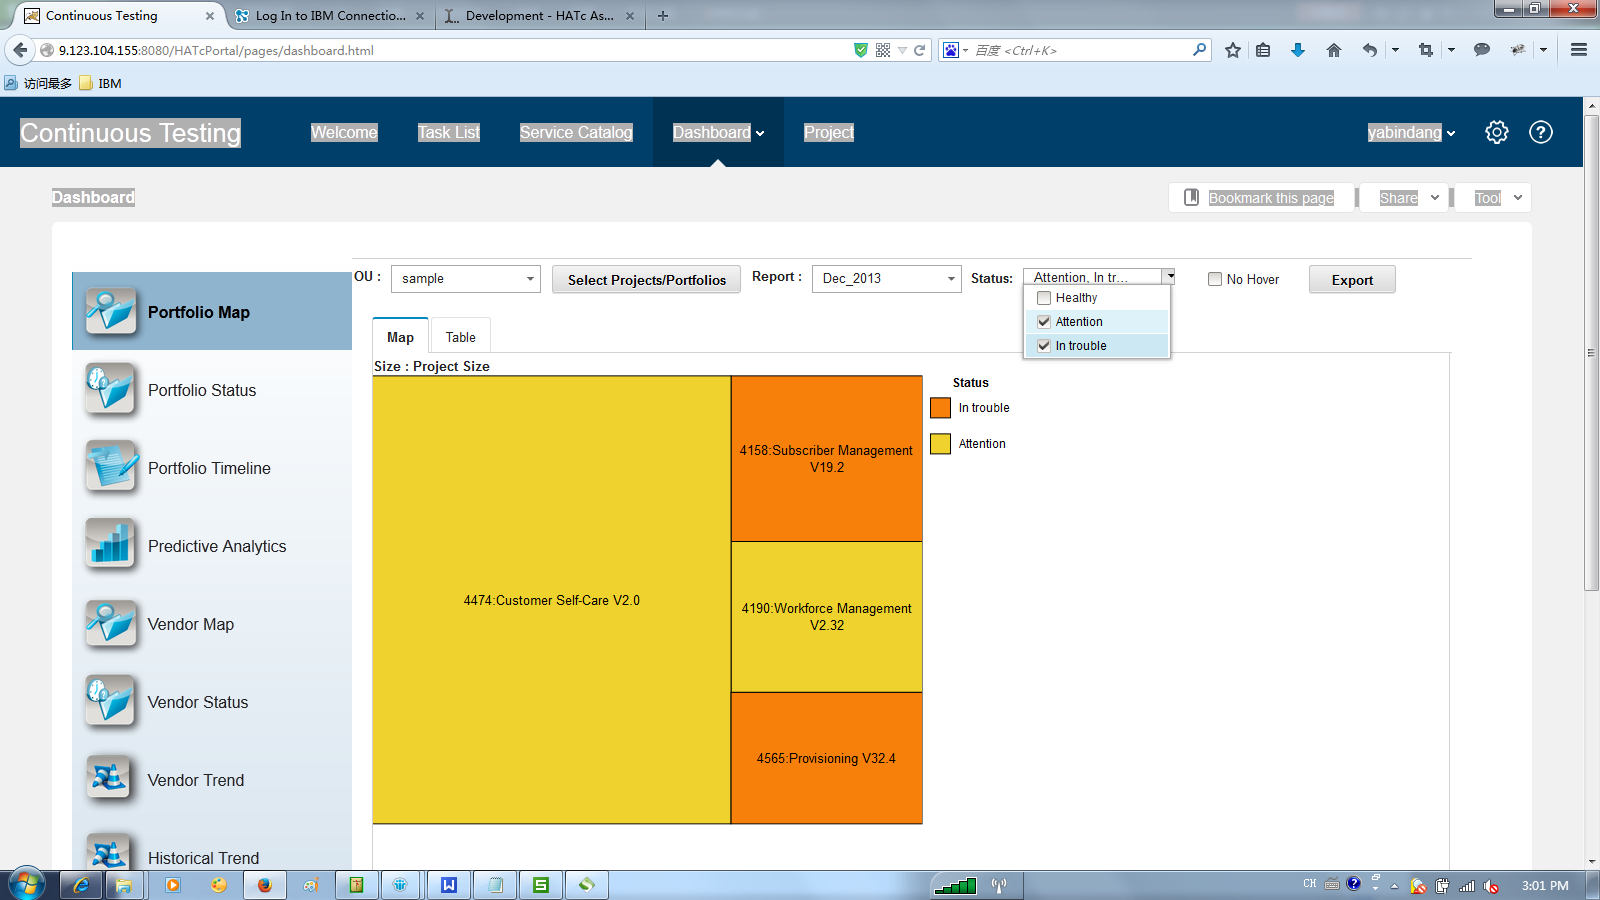 Continuous Testing
Log In to IBM Connectio...
Development - HATc As...
9.123.104.155:8080/HATcPortal/pages/dashboard.html
百度 <Ctrl+K>
访问最多
IBM
Continuous Testing
Welcome
Task List
Service Catalog
Dashboard
Project
yabindang
Dashboard
Bookmark this page
Share
Tool
OU :
sample
Select Projects/Portfolios
Report :
Dec_2013
Status:
Attention, In tr...
No Hover
Export
Healthy
Attention
In trouble
Portfolio Map
Portfolio Status
Portfolio Timeline
Predictive Analytics
Vendor Map
Vendor Status
Vendor Trend
Historical Trend
Map
Table
Size : Project Size
4474:Customer Self-Care V2.0
4158:Subscriber Management
V19.2
4190:Workforce Management
V2.32
4565:Provisioning V32.4
Status
In trouble
Attention
CH
3:01 PM